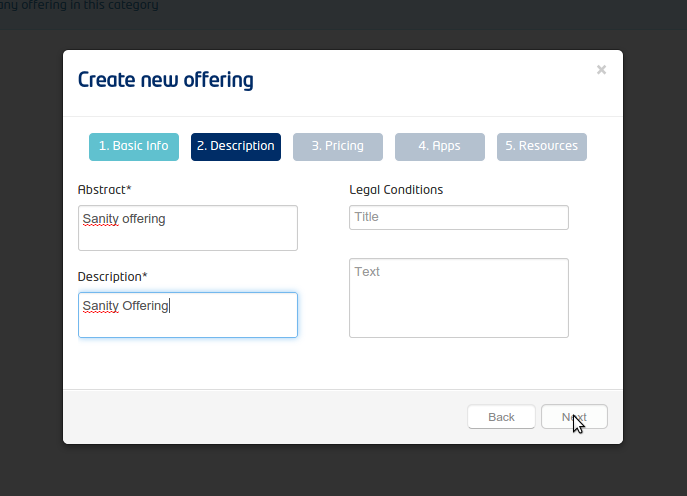 any offering in this category
Create new offering
×
1. Basic info 2. Description 3. Pricing 4. Apps 5. Resources
Abstract*
Sanity offering
Description*
Sanity Offering
Legal Conditions
Title
Text
Back Next